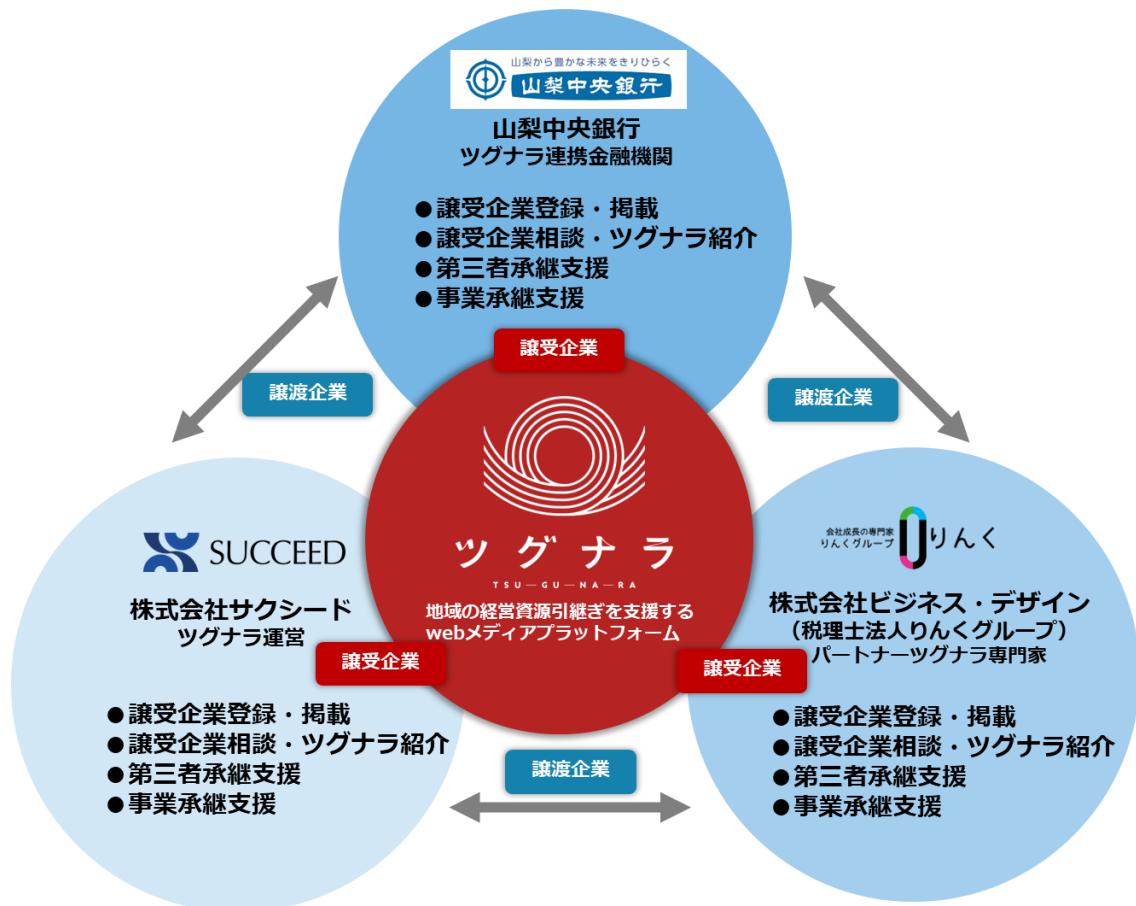 山梨から豊かな未来をきりひらく
山梨中央銀行
山梨中央銀行
ツグナラ連携金融機関
●譲受企業登録・掲載
●譲受企業相談・ツグナラ紹介
●第三者承継支援
●事業承継支援
譲受企業
譲渡企業
譲渡企業
ツグナラ
TSU—GU—NA—RA
地域の経営資源引継ぎを支援する
webメディアプラットフォーム
SUCCEED
株式会社サクシード
ツグナラ運営
譲受企業
●譲受企業登録・掲載
●譲受企業相談・ツグナラ紹介
●第三者承継支援
●事業承継支援
会社成長の専門家
りんくグループ
りんく
株式会社ビジネス・デザイン
（税理士法人りんくグループ）
パートナーツグナラ専門家
譲受企業
●譲受企業登録・掲載
●譲受企業相談・ツグナラ紹介
●第三者承継支援
●事業承継支援
譲渡企業